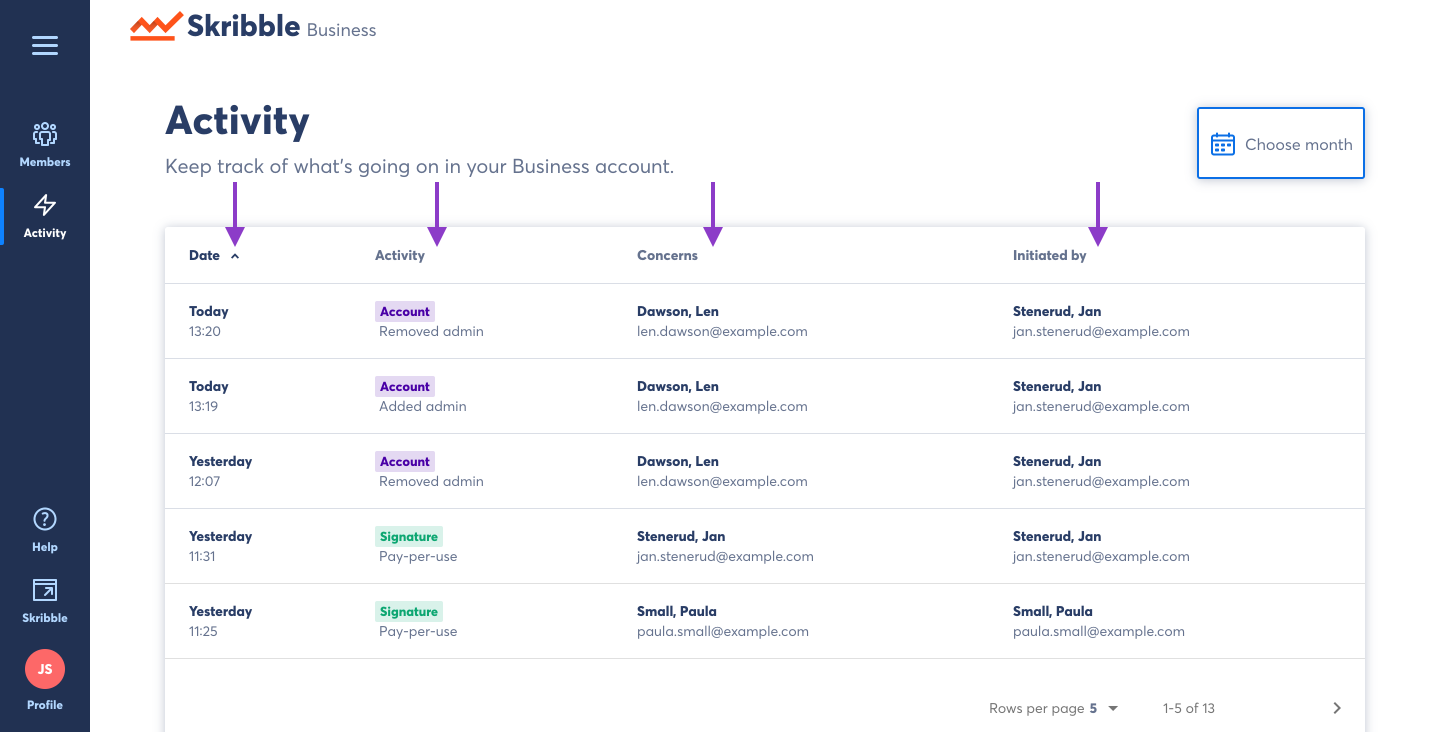 Skribble Business
Members
Activity
Help
Skribble
JS
Profile
Activity
Keep track of what's going on in your Business account.
Choose month
Date Activity Concerns Initiated by
Today Account Dawson, Len Stenerud, Jan
13:20 Removed admin len.dawson@example.com jan.stenerud@example.com
Today Account Dawson, Len Stenerud, Jan
13:19 Added admin len.dawson@example.com jan.stenerud@example.com
Yesterday Account Dawson, Len Stenerud, Jan
12:07 Removed admin len.dawson@example.com jan.stenerud@example.com
Yesterday Signature Stenerud, Jan Stenerud, Jan
11:31 Pay-per-use jan.stenerud@example.com jan.stenerud@example.com
Yesterday Signature Small, Paula Small, Paula
11:25 Pay-per-use paula.small@example.com paula.small@example.com
Rows per page 5 1-5 of 13